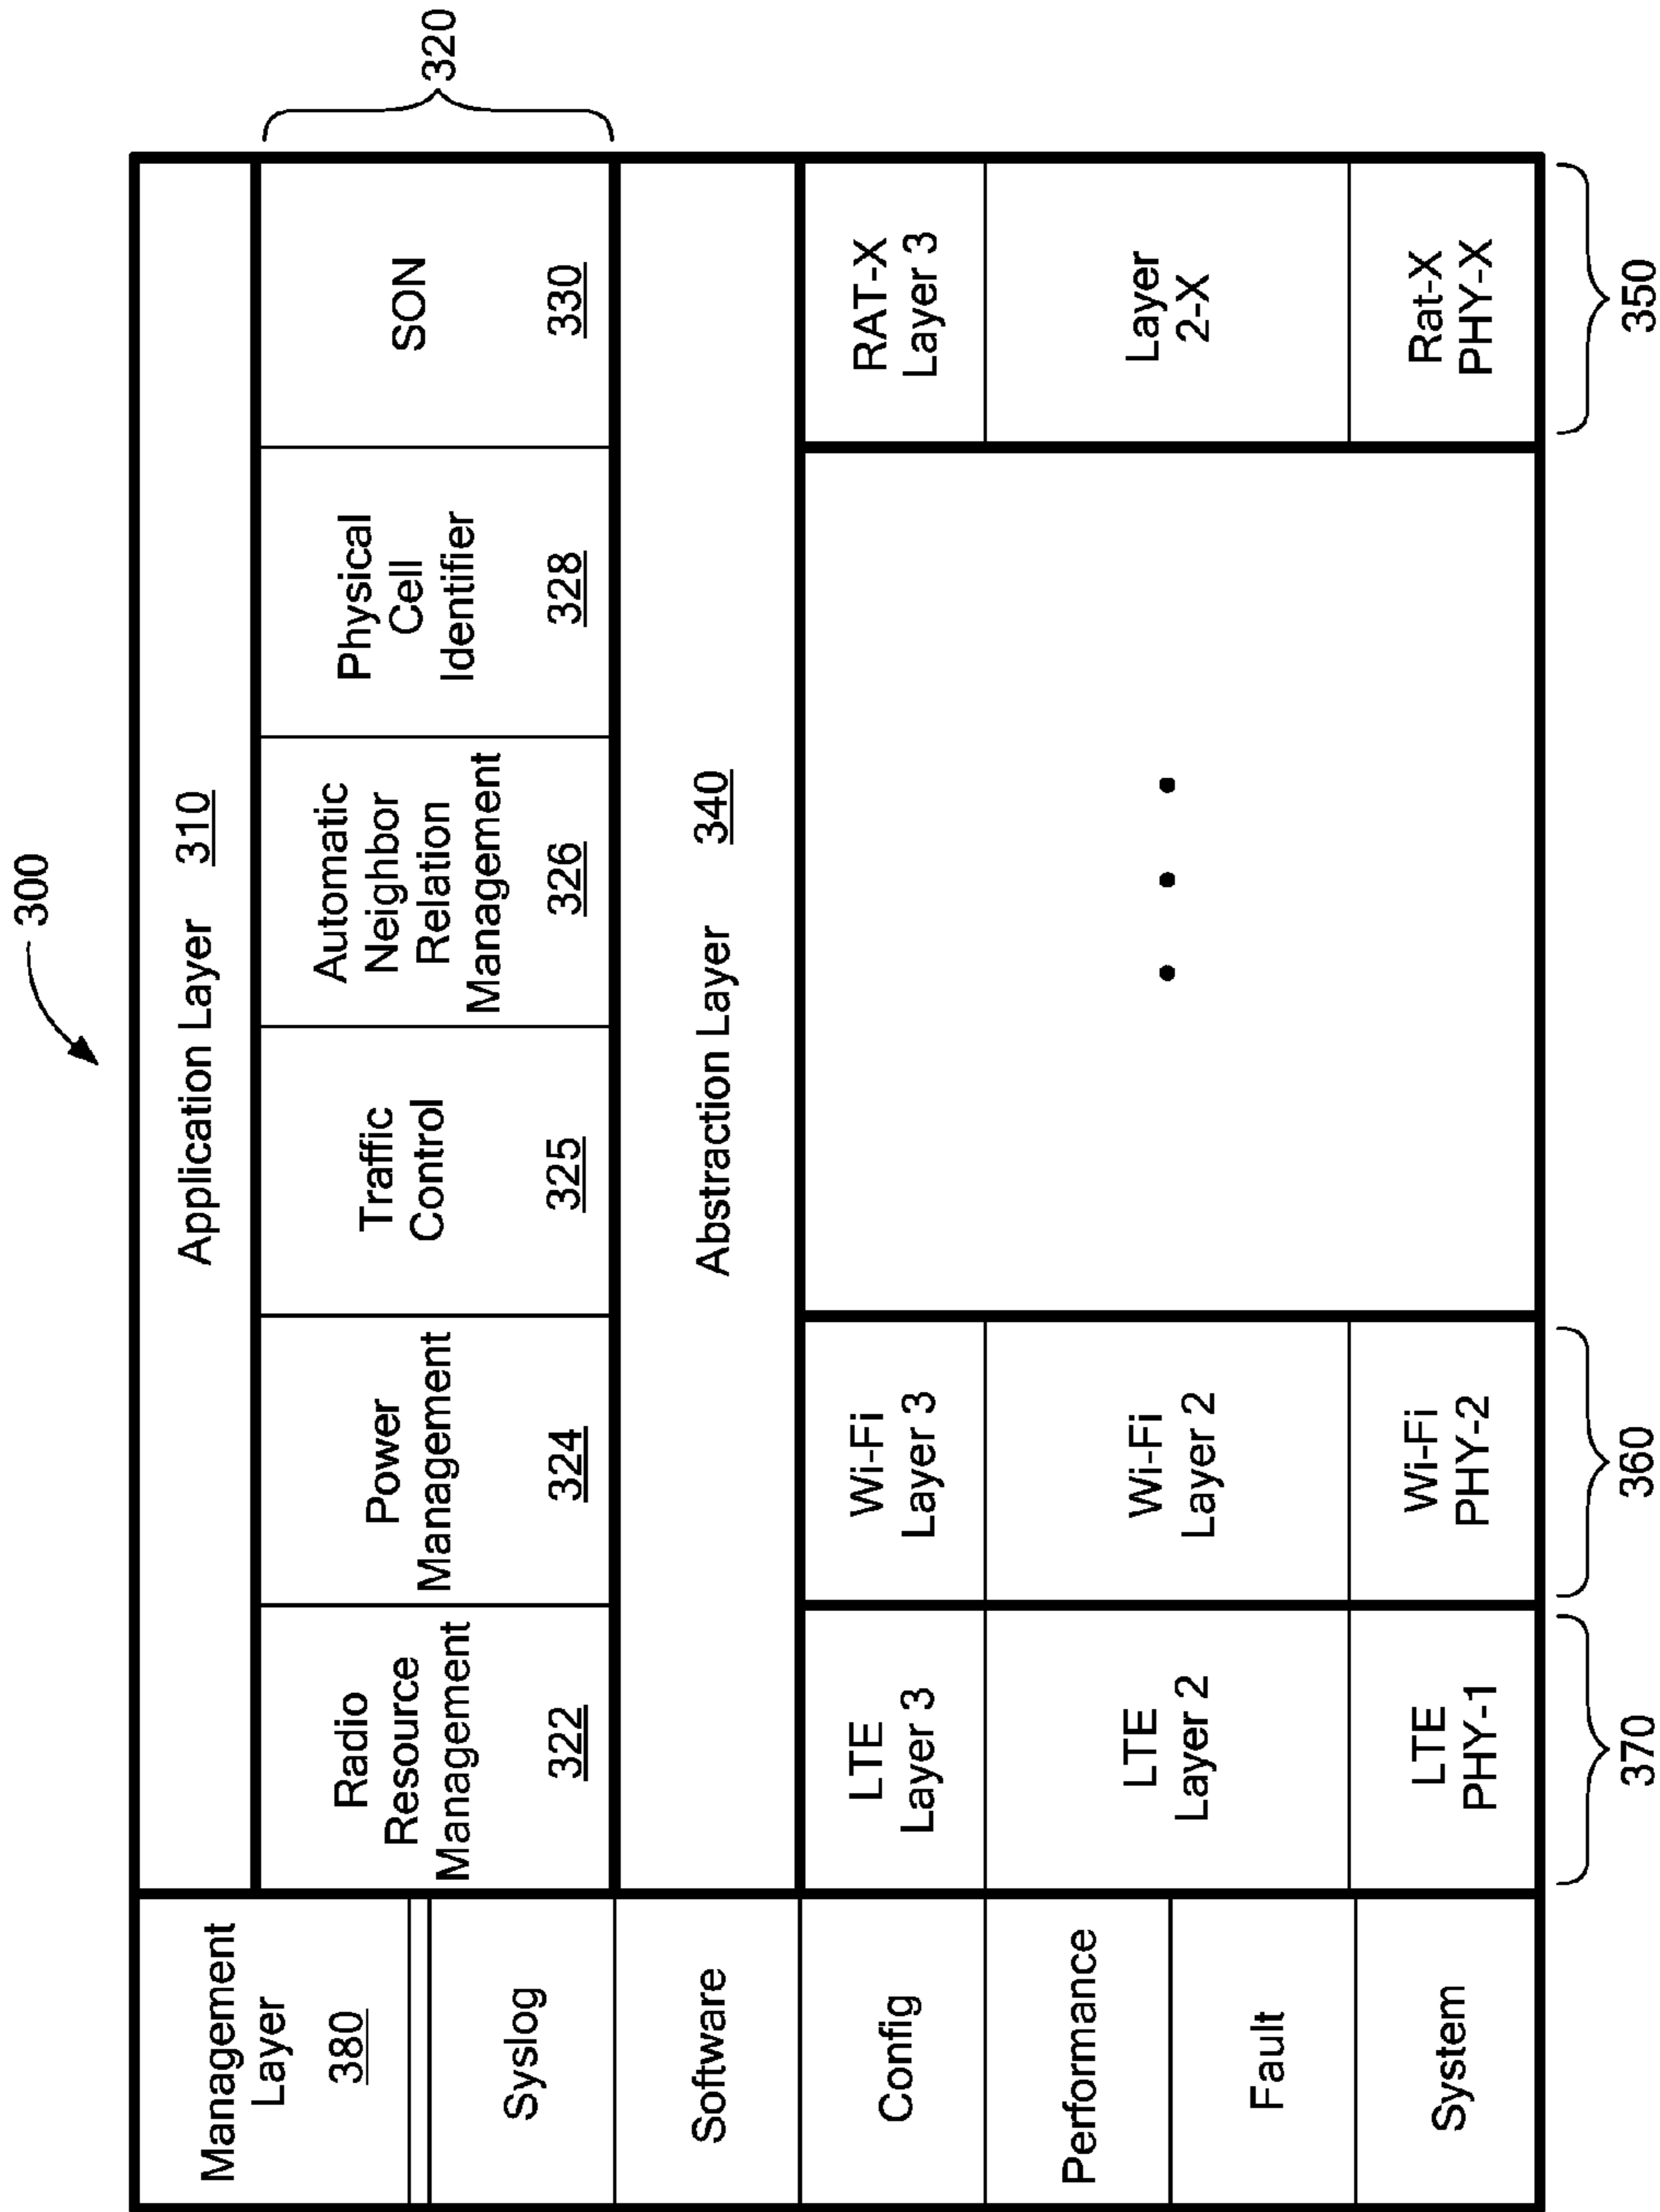 300
Management
Layer
380
Syslog
Software
Config
Performance
Fault
System
Application Layer 310
Radio
Resource
Management
322
Power
Management
324
Traffic
Control
325
Automatic
Neighbor
Relation
Management
326
Physical
Cell
Identifier
328
SON
330
320
Abstraction Layer 340
LTE
Layer 3
LTE
Layer 2
LTE
PHY-1
370
Wi-Fi
Layer 3
Wi-Fi
Layer 2
Wi-Fi
PHY-2
360
RAT-X
Layer 3
Layer
2-X
Rat-X
PHY-X
350